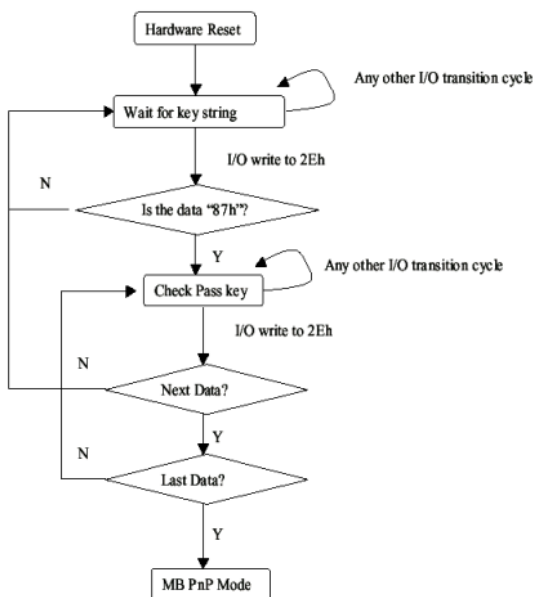 Hardware Reset
Any other I/O transition cycle
Wait for key string
I/O write to 2Eh
N
Is the data “87h”?
Y
Any other I/O transition cycle
Check Pass key
I/O write to 2Eh
N
Next Data?
Y
N
Last Data?
Y
MB PnP Mode